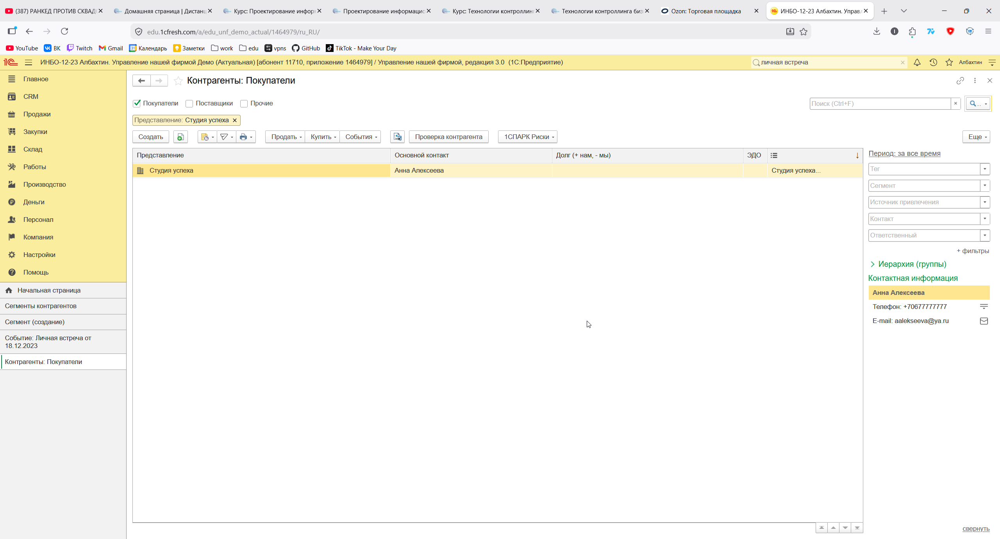 (387) РАНКЕД ПРОТИВ СКВАД
Домашняя страница | Дистанц
Курс: Проектирование информ
Проектирование информацио
Курс: Технологии контроллинг
Технологии контроллинга биз
Ozon: Торговая площадка
ИНБО-12-23 Албахтин. Управл
edu.1cfresh.com/a/edu_unf_demo_actual/1464979/ru_RU/
YouTube
ВК
Twitch
Gmail
Календарь
Заметки
work
edu
vpns
GitHub
TikTok - Make Your Day
ИНБО-12-23 Албахтин. Управление нашей фирмой Демо (Актуальная) [абонент 11710, приложение 1464979] / Управление нашей фирмой, редакция 3.0 (1С:Предприятие)
личная встреча
Албахтин
Главное
CRM
Продажи
Закупки
Склад
Работы
Производство
Деньги
Персонал
Компания
Настройки
Помощь
Начальная страница
Сегменты контрагентов
Сегмент (создание)
Событие: Личная встреча от
18.12.2023
Контрагенты: Покупатели
Контрагенты: Покупатели
Покупатели
Поставщики
Прочие
Поиск (Ctrl+F)
Представление: Студия успеха
Создать
Продать
Купить
События
Проверка контрагента
1СПАРК Риски
Еще
Представление
Основной контакт
Долг (+ нам, - мы)
ЭДО
Студия успеха
Анна Алексеева
Студия успеха...
Период: за все время
Тег
Сегмент
Источник привлечения
Контакт
Ответственный
+ фильтры
Иерархия (группы)
Контактная информация
Анна Алексеева
Телефон: +70677777777
E-mail: aalekseeva@ya.ru
свернуть